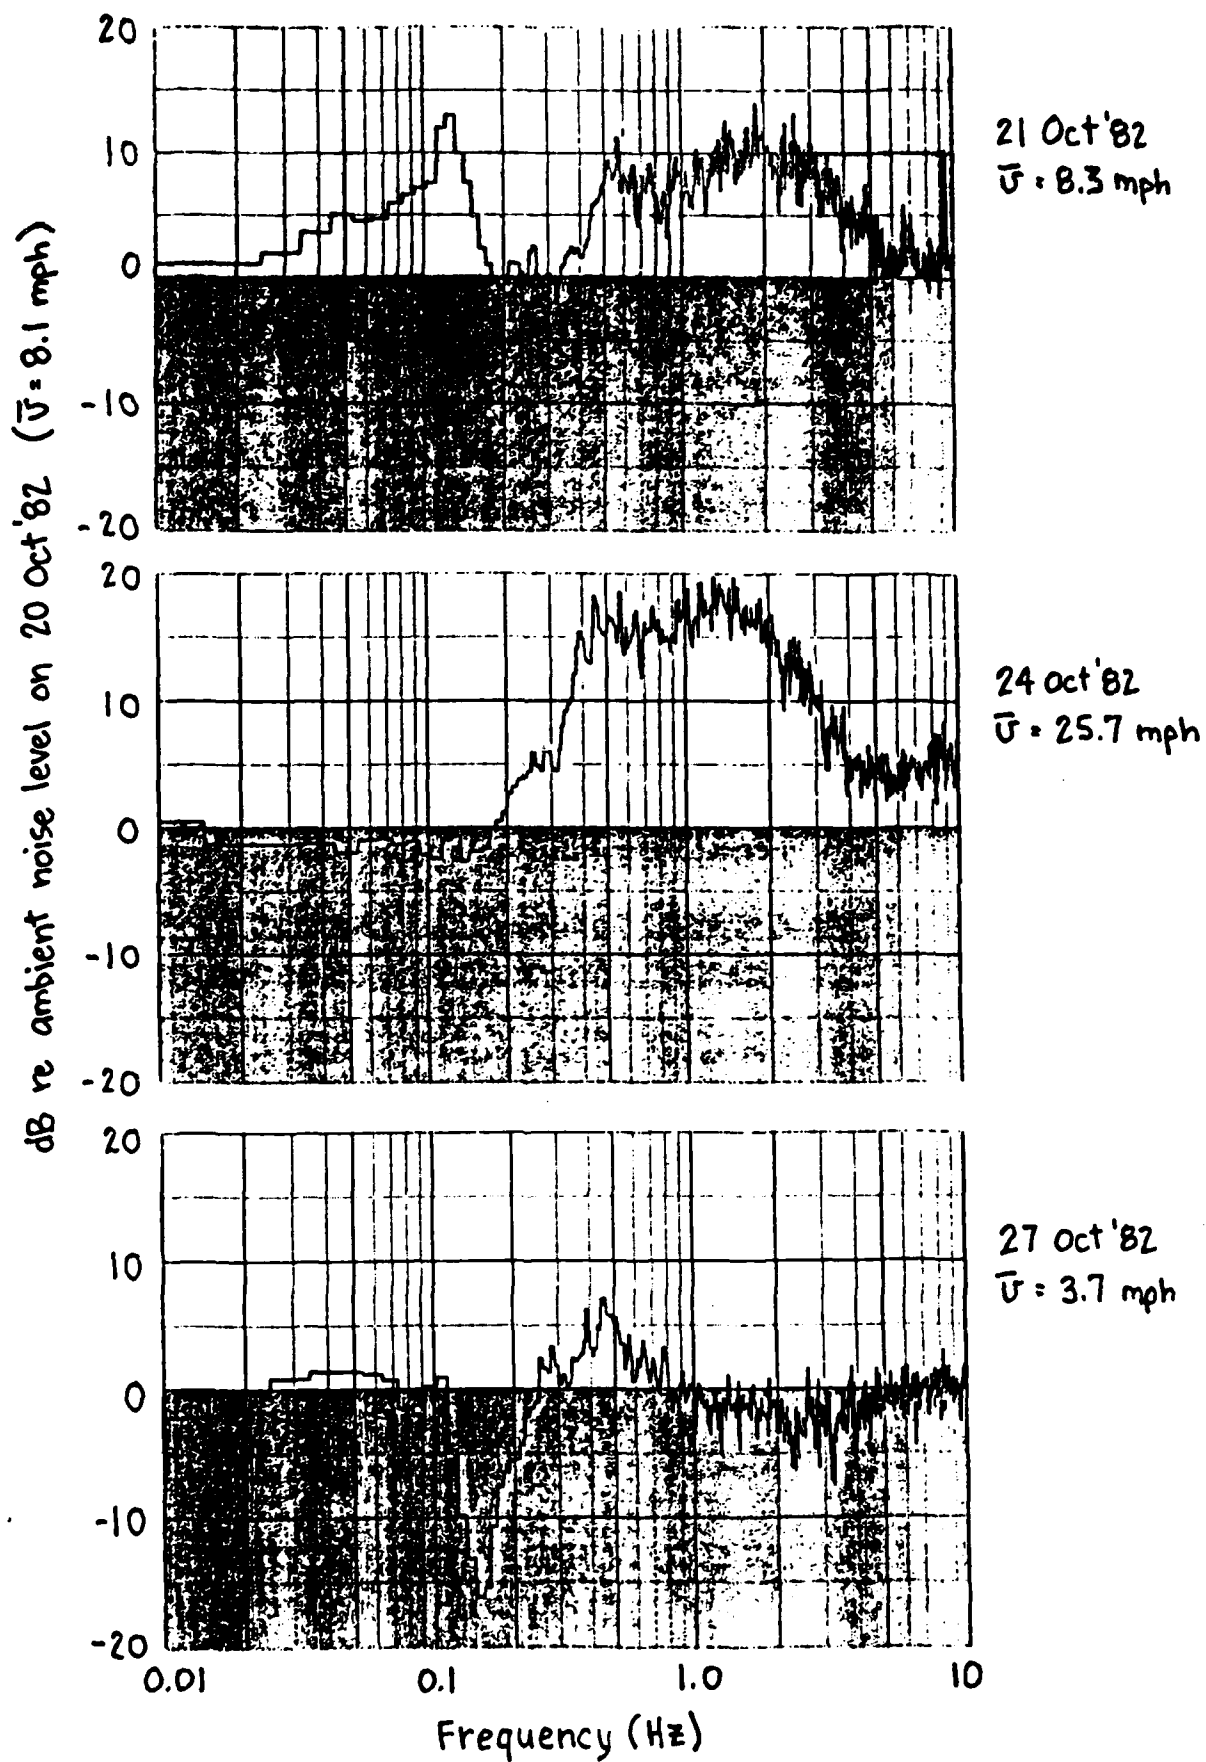 dB re ambient noise level on 20 Oct '82 (v̄ = 8.1 mph)
20
10
0
-10
-20
21 Oct '82
v̄ = 8.3 mph
20
10
0
-10
-20
24 Oct '82
v̄ = 25.7 mph
20
10
0
-10
-20
27 Oct '82
v̄ = 3.7 mph
0.01 0.1 1.0 10
Frequency (Hz)